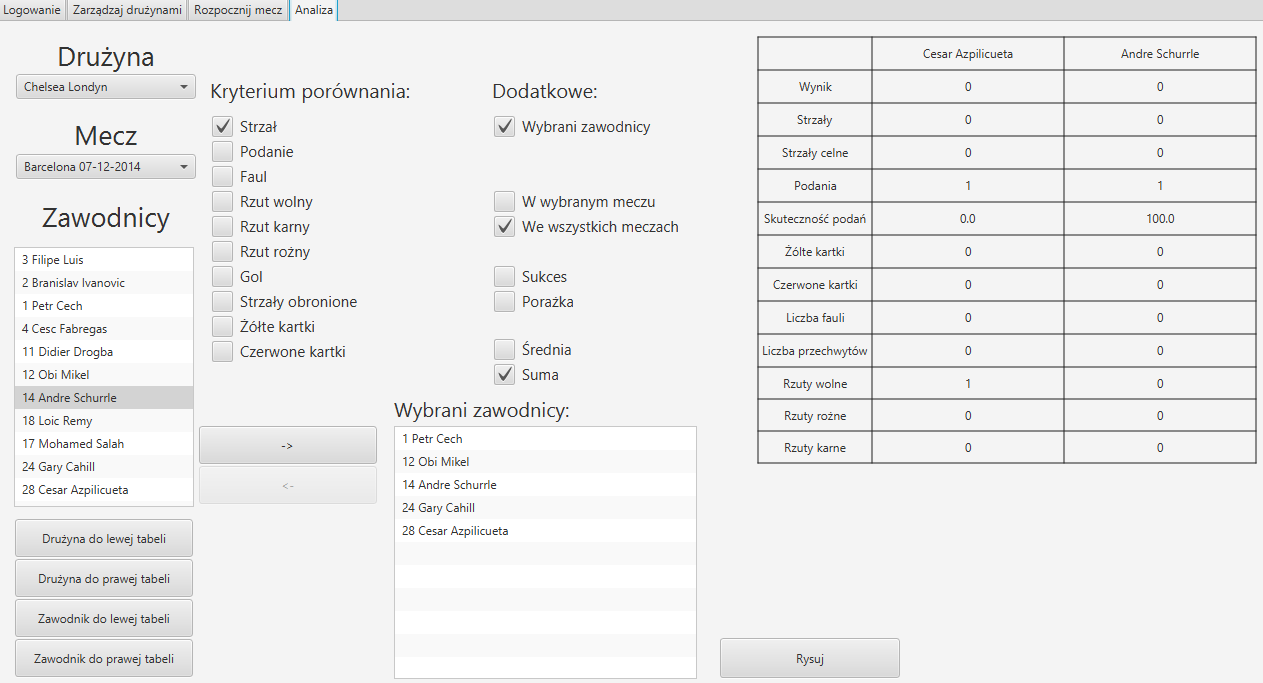 Logowanie
Zarządzaj drużynami
Rozpocznij mecz
Analiza
Drużyna
Chelsea Londyn
Mecz
Barcelona 07-12-2014
Zawodnicy
3 Filipe Luis
2 Branislav Ivanovic
1 Petr Cech
4 Cesc Fabregas
11 Didier Drogba
12 Obi Mikel
14 Andre Schurrle
18 Loic Remy
17 Mohamed Salah
24 Gary Cahill
28 Cesar Azpilicueta
Drużyna do lewej tabeli
Drużyna do prawej tabeli
Zawodnik do lewej tabeli
Zawodnik do prawej tabeli
Kryterium porównania:
Strzał
Podanie
Faul
Rzut wolny
Rzut karny
Rzut rożny
Gol
Strzały obronione
Żółte kartki
Czerwone kartki
->
<-
Dodatkowe:
Wybrani zawodnicy
W wybranym meczu
We wszystkich meczach
Sukces
Porażka
Średnia
Suma
Wybrani zawodnicy:
1 Petr Cech
12 Obi Mikel
14 Andre Schurrle
24 Gary Cahill
28 Cesar Azpilicueta
Cesar Azpilicueta Andre Schurrle
Wynik 0 0
Strzały 0 0
Strzały celne 0 0
Podania 1 1
Skuteczność podań 0.0 100.0
Żółte kartki 0 0
Czerwone kartki 0 0
Liczba fauli 0 0
Liczba przechwytów 0 0
Rzuty wolne 1 0
Rzuty rożne 0 0
Rzuty karne 0 0
Rysuj